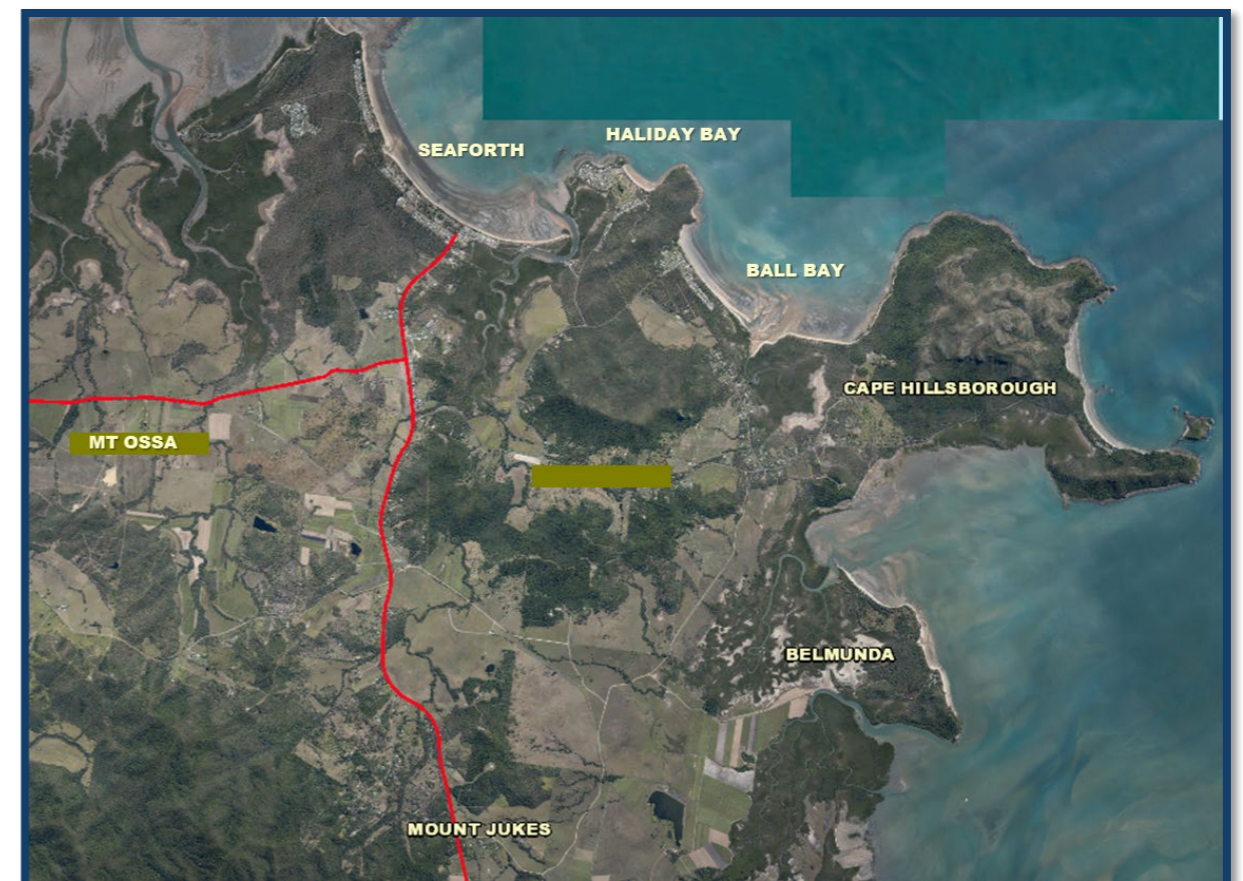 HALIDAY BAY
SEAFORTH
BALL BAY
CAPE HILLSBOROUGH
MT OSSA
BELMUNDA
MOUNT JUKES